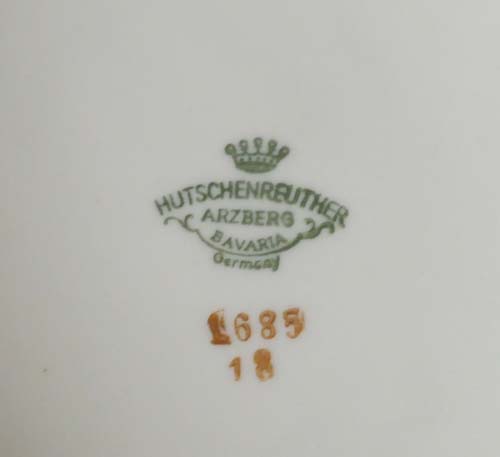 HUTSCHENREUTHER
ARZBERG
BAVARIA
Germany
1685
18